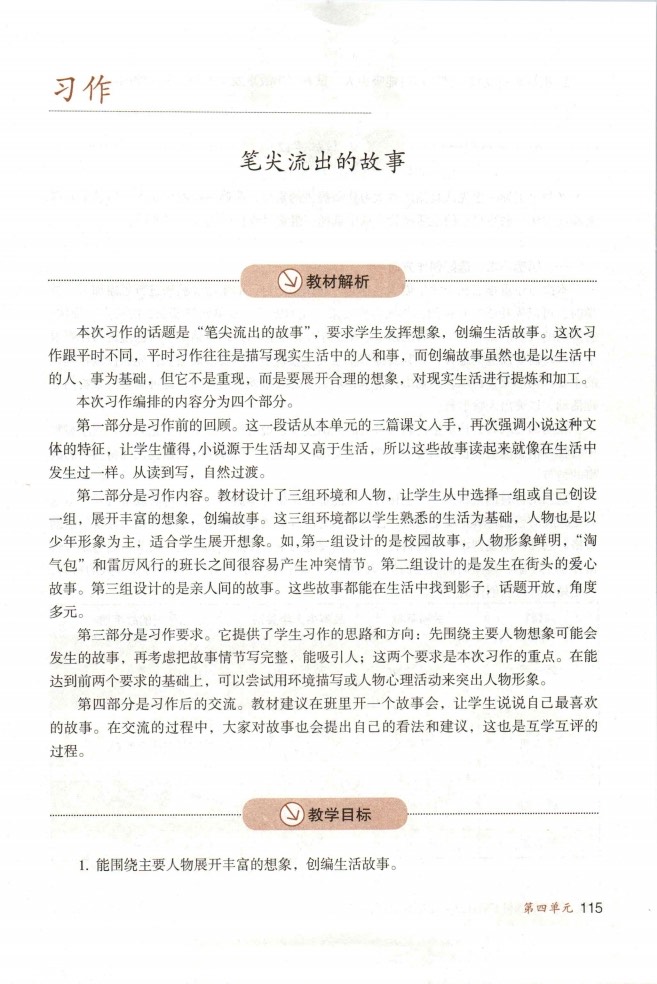 习作
笔尖流出的故事
教材解析
本次习作的话题是“笔尖流出的故事”，要求学生发挥想象，创编生活故事。这次习
作跟平时不同，平时习作往往是描写现实生活中的人和事，而创编故事虽然也是以生活中
的人、事为基础，但它不是重现，而是要展开合理的想象，对现实生活进行提炼和加工。
本次习作编排的内容分为四个部分。
第一部分是习作前的回顾。这一段话从本单元的三篇课文入手，再次强调小说这种文
体的特征，让学生懂得，小说源于生活却又高于生活，所以这些故事读起来就像在生活中
发生过一样。从读到写，自然过渡。
第二部分是习作内容。教材设计了三组环境和人物，让学生从中选择一组或自己创设
一组，展开丰富的想象，创编故事。这三组环境都以学生熟悉的生活为基础，人物也是以
少年形象为主，适合学生展开想象。如，第一组设计的是校园故事，人物形象鲜明，“淘
气包”和雷厉风行的班长之间很容易产生冲突情节。第二组设计的是发生在街头的爱心
故事。第三组设计的是亲人间的故事。这些故事都能在生活中找到影子，话题开放，角度
多元。
第三部分是习作要求。它提供了学生习作的思路和方向：先围绕主要人物想象可能会
发生的故事，再考虑把故事情节写完整，能吸引人；这两个要求是本次习作的重点。在能
达到前两个要求的基础上，可以尝试用环境描写或人物心理活动来突出人物形象。
第四部分是习作后的交流。教材建议在班里开一个故事会，让学生说说自己最喜欢
的故事。在交流的过程中，大家对故事也会提出自己的看法和建议，这也是互学互评的
过程。
教学目标
1. 能围绕主要人物展开丰富的想象，创编生活故事。
第四单元 115